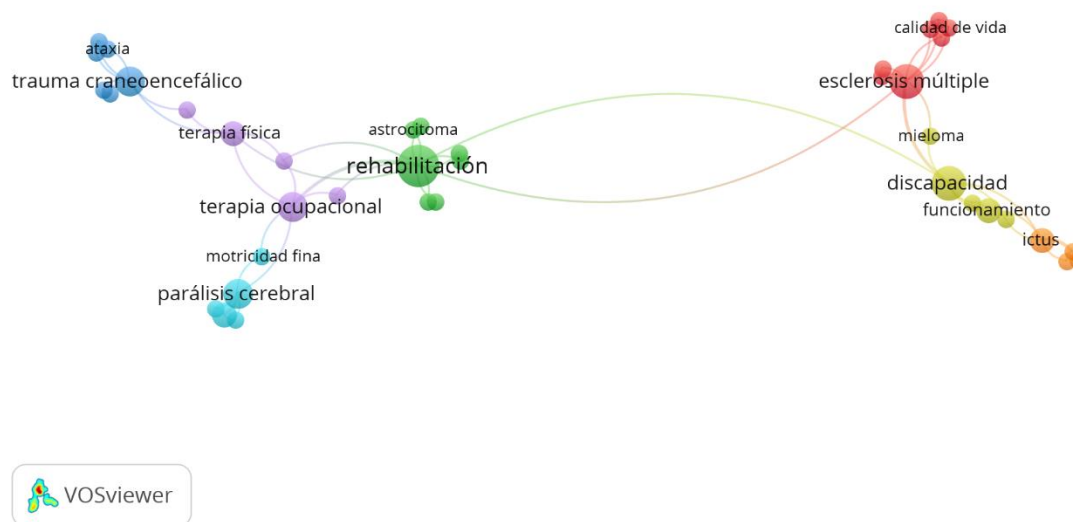 calidad de vida
ataxia
trauma craneoencefálico
esclerosis múltiple
terapia física
astrocitoma
mieloma
rehabilitación
discapacidad
terapia ocupacional
funcionamiento
ictus
motricidad fina
parálisis cerebral
VOSviewer